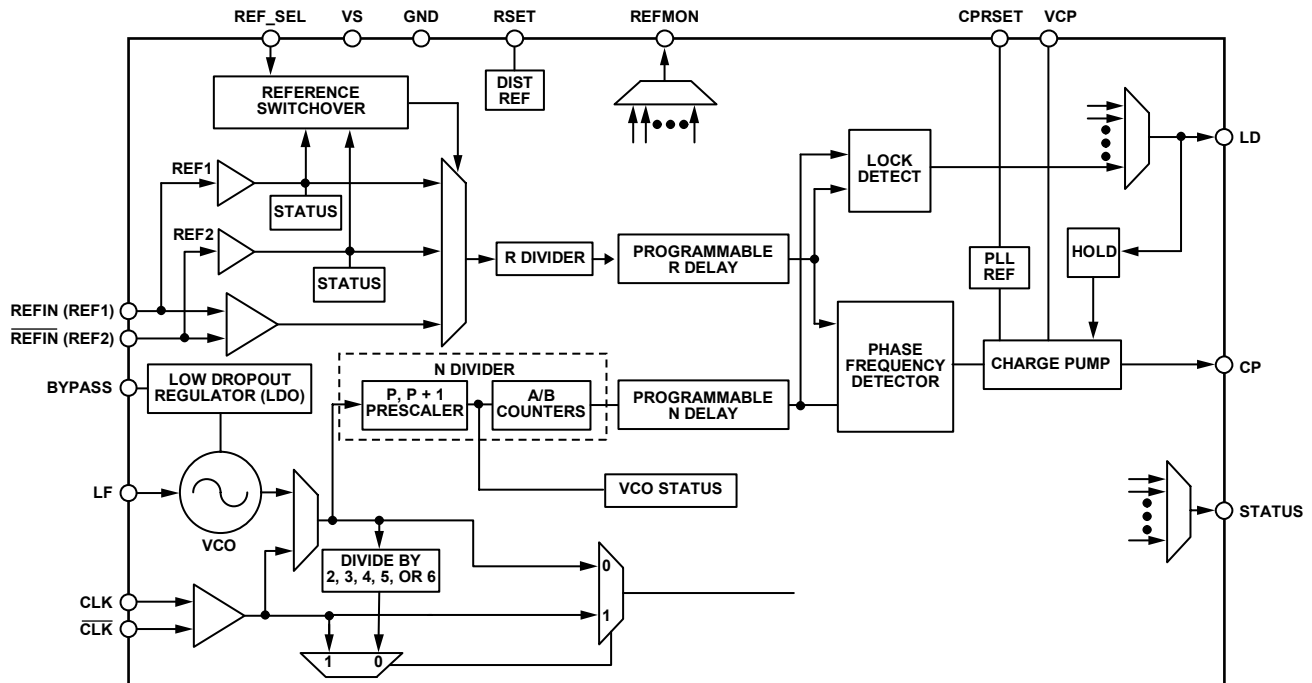 REF_SEL
VS
GND
RSET
REFMON
CPRSET
VCP
REFERENCE
SWITCHOVER
DIST
REF
REF1
STATUS
REF2
STATUS
LOCK
DETECT
LD
R DIVIDER
PROGRAMMABLE
R DELAY
PLL
REF
HOLD
REFIN (REF1)
REFIN (REF2)
PHASE
FREQUENCY
DETECTOR
CHARGE PUMP
CP
BYPASS
LOW DROPOUT
REGULATOR (LDO)
N DIVIDER
P, P + 1
PRESCALER
A/B
COUNTERS
PROGRAMMABLE
N DELAY
LF
VCO
VCO STATUS
STATUS
DIVIDE BY
2, 3, 4, 5, OR 6
0
1
CLK
CLK
1
0